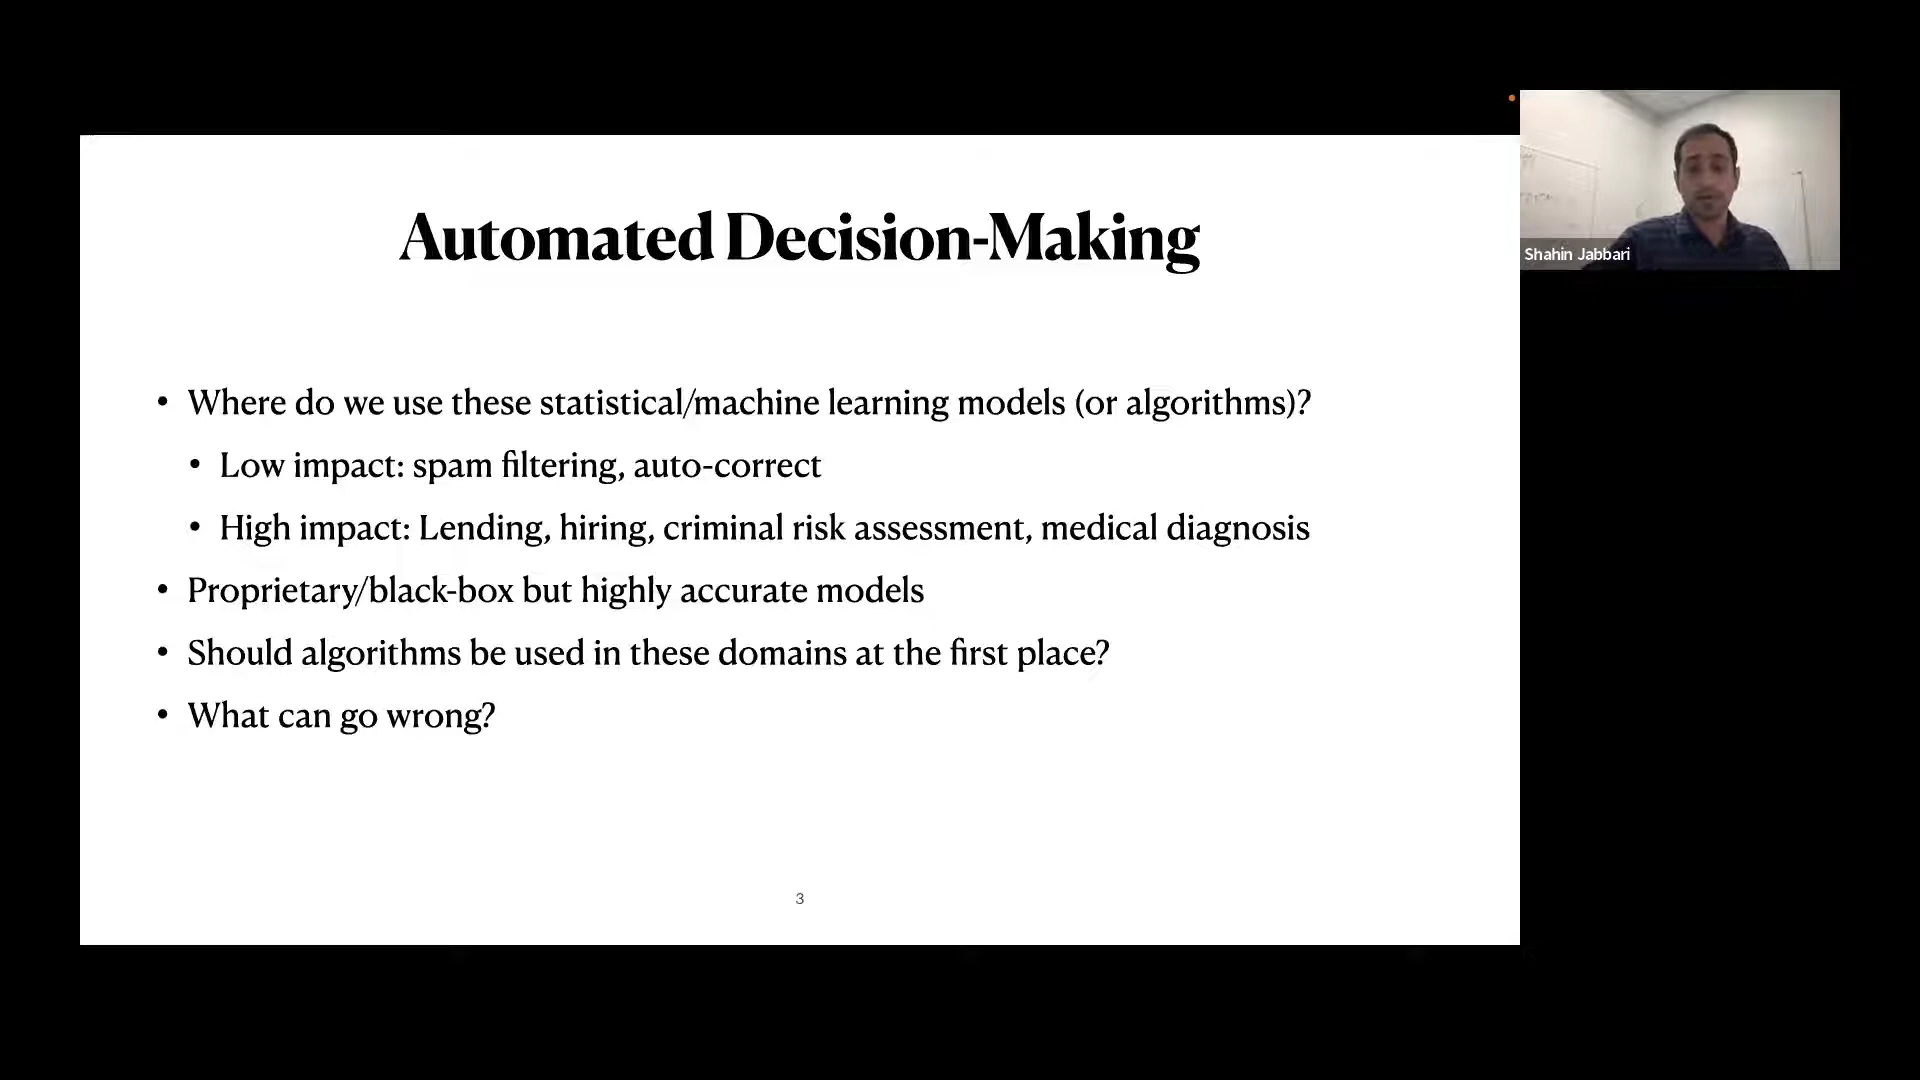 Automated Decision-Making
• Where do we use these statistical/machine learning models (or algorithms)?
• Low impact: spam filtering, auto-correct
• High impact: Lending, hiring, criminal risk assessment, medical diagnosis
• Proprietary/black-box but highly accurate models
• Should algorithms be used in these domains at the first place?
• What can go wrong?
3
Shahin Jabbari